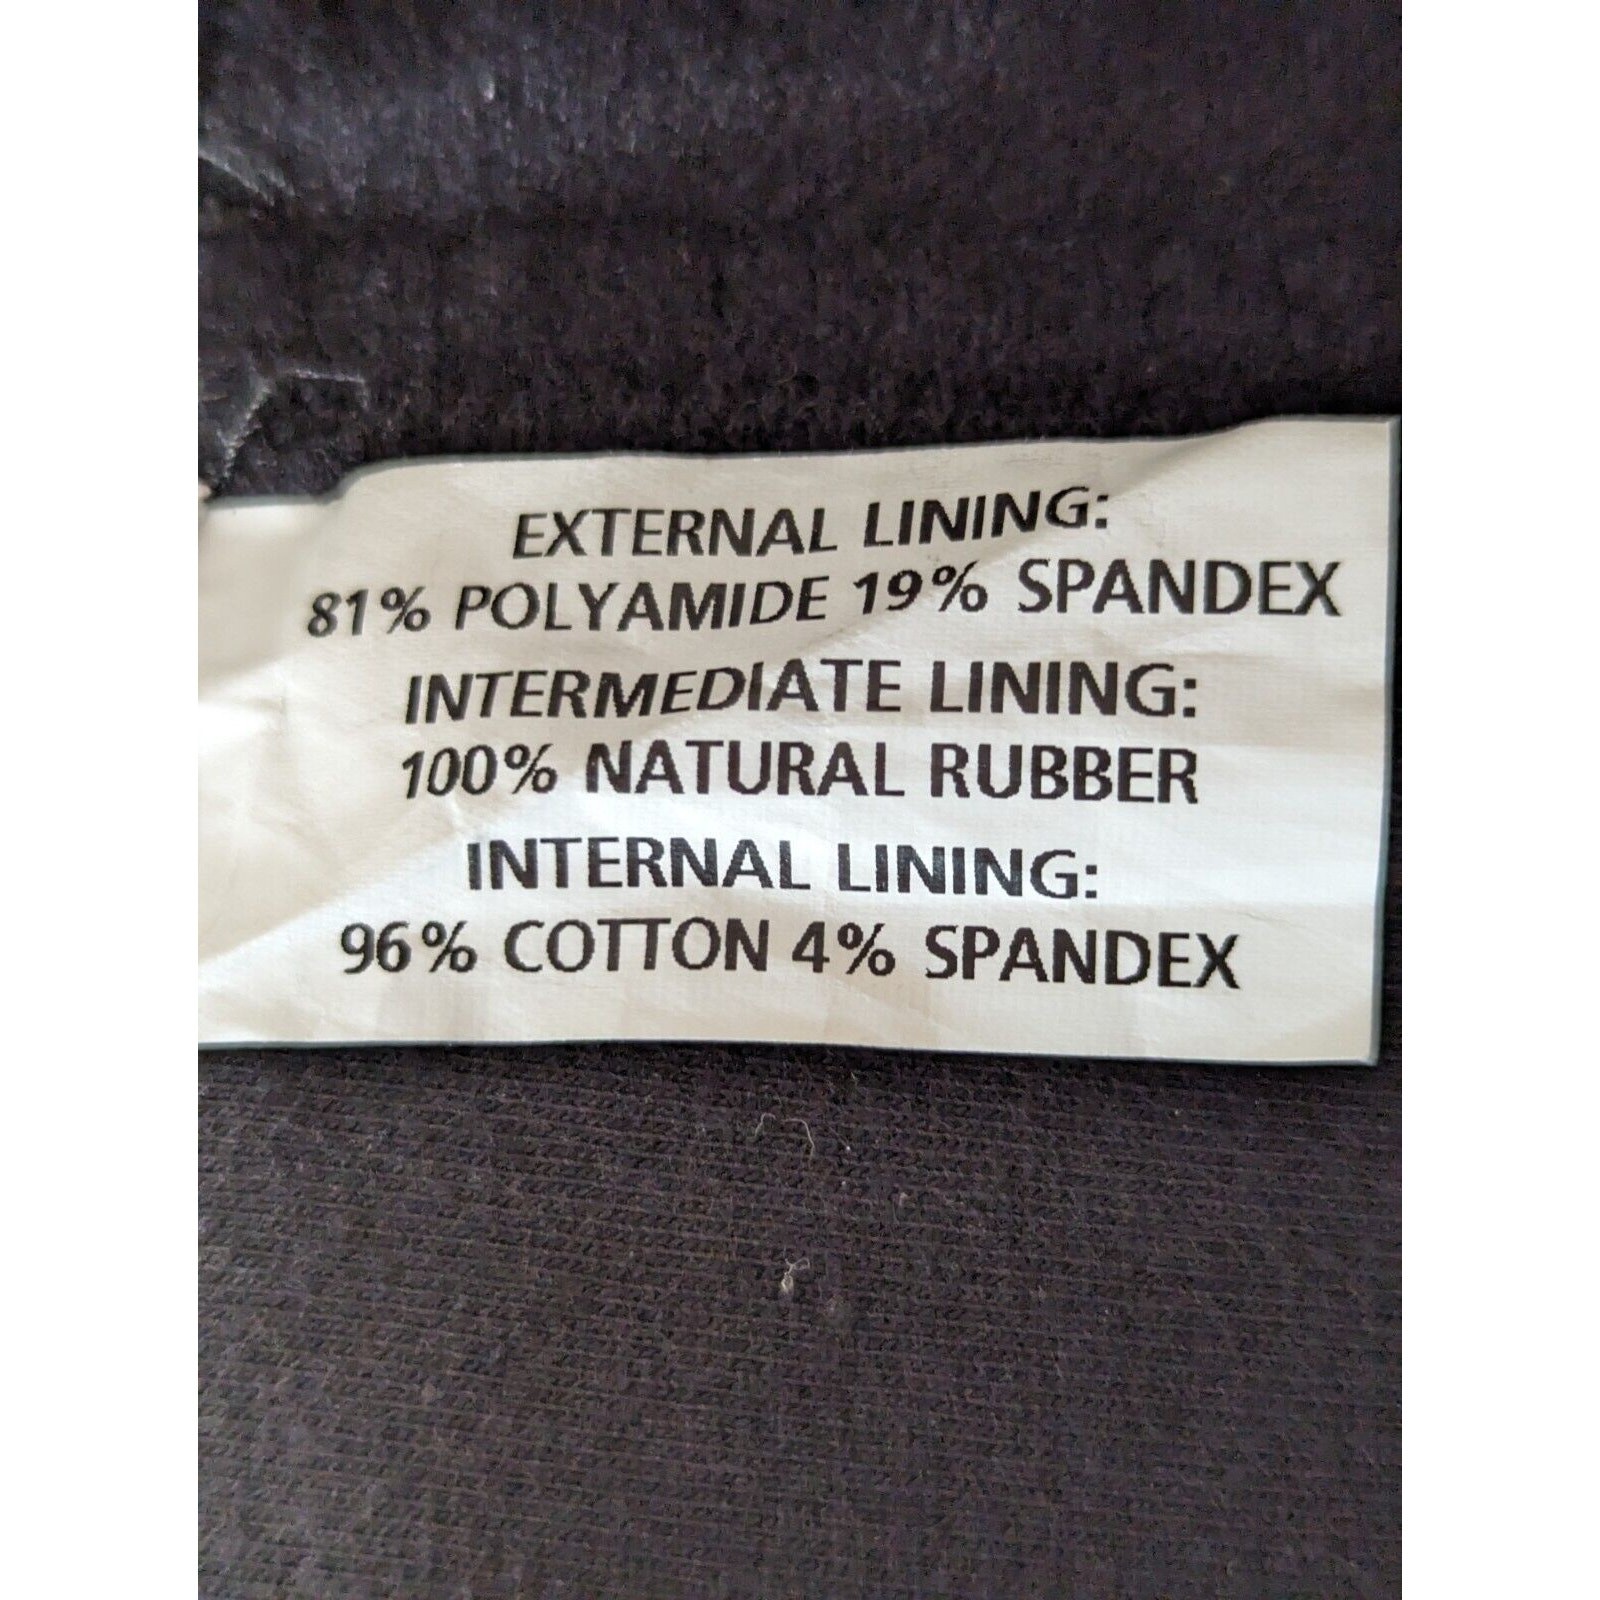 EXTERNAL LINING:
81% POLYAMIDE 19% SPANDEX
INTERMEDIATE LINING:
100% NATURAL RUBBER
INTERNAL LINING:
96% COTTON 4% SPANDEX